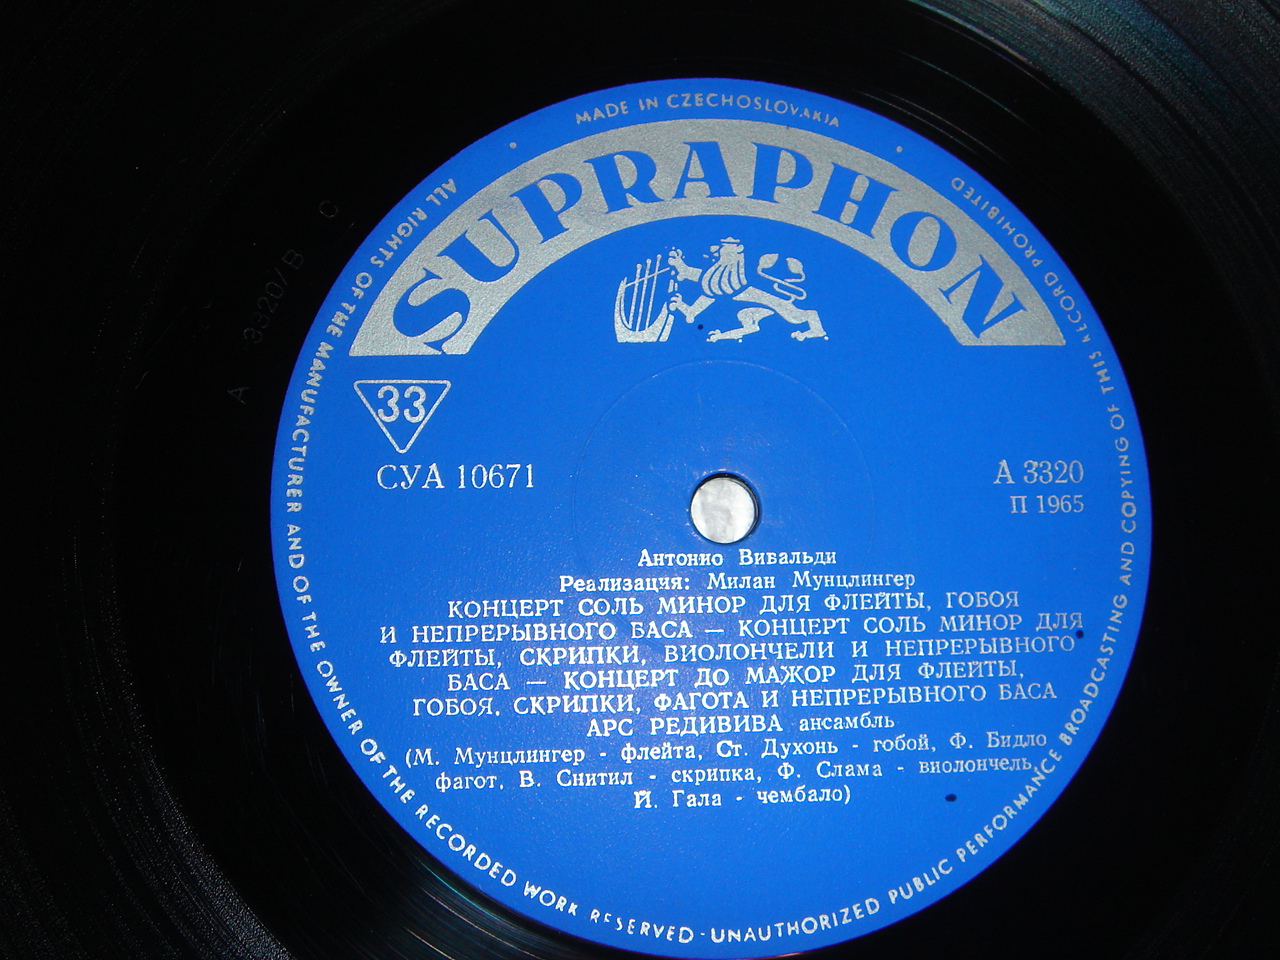 MADE IN CZECHOSLOVAKIA
SUPRAPHON
33
СУА 10671
А 3320
П 1965
Антонио Вивальди
Реализация: Милан Мунцлингер
КОНЦЕРТ СОЛЬ МИНОР ДЛЯ ФЛЕЙТЫ, ГОБОЯ
И НЕПРЕРЫВНОГО БАСА — КОНЦЕРТ СОЛЬ МИНОР ДЛЯ
ФЛЕЙТЫ, СКРИПКИ, ВИОЛОНЧЕЛИ И НЕПРЕРЫВНОГО
БАСА — КОНЦЕРТ ДО МАЖОР ДЛЯ ФЛЕЙТЫ,
ГОБОЯ, СКРИПКИ, ФАГОТА И НЕПРЕРЫВНОГО БАСА
АРС РЕДИВИВА ансамбль
(М. Мунцлингер - флейта, Ст. Духонь - гобой, Ф. Бидло
фагот, В. Снитил - скрипка, Ф. Слама - виолончель,
Й. Гала - чембало)
ALL RIGHTS OF THE MANUFACTURER AND OF THE OWNER OF THE RECORDED WORK RESERVED - UNAUTHORIZED PUBLIC PERFORMANCE BROADCASTING AND COPYING OF THIS RECORD PROHIBITED
A 3320/B C